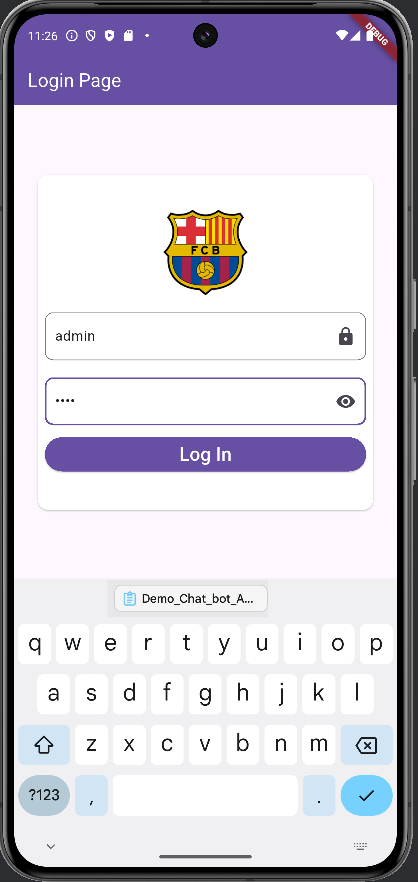 11:26
DEBUG
Login Page
FCB
admin
••••
Log In
Demo_Chat_bot_A...
q w e r t y u i o p
a s d f g h j k l
z x c v b n m
?123 , .